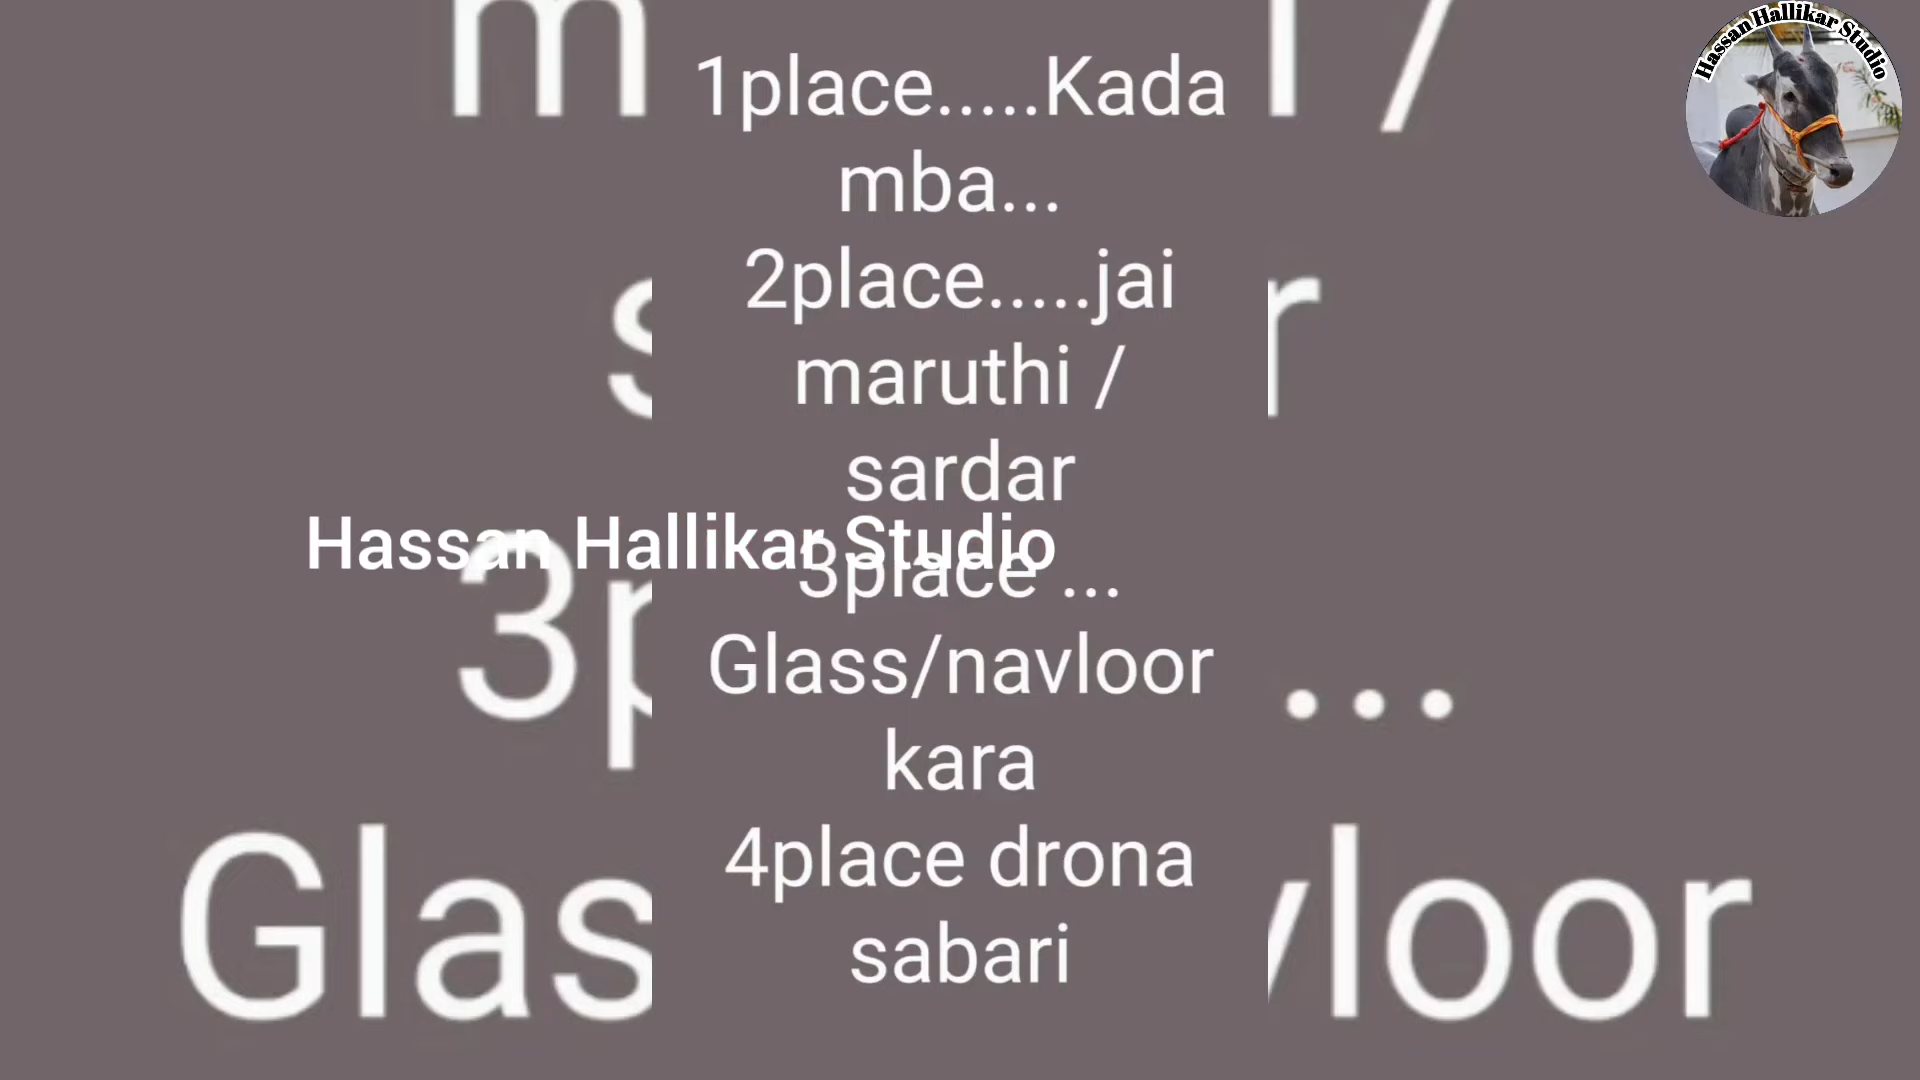 Hassan Hallikar Studio
1place.....Kada
mba...
2place.....jai
maruthi /
sardar
Hassan Hallikar Studio
3place ...
Glass/navloor
kara
4place drona
sabari